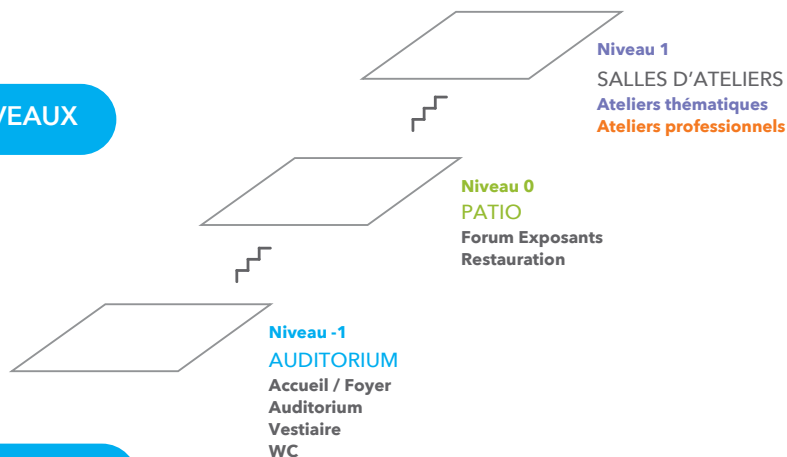 Niveau 1
SALLES D'ATELIERS
Ateliers thématiques
Ateliers professionnels
VEAUX
Niveau 0
PATIO
Forum Exposants
Restauration
Niveau -1
AUDITORIUM
Accueil / Foyer
Auditorium
Vestiaire
WC